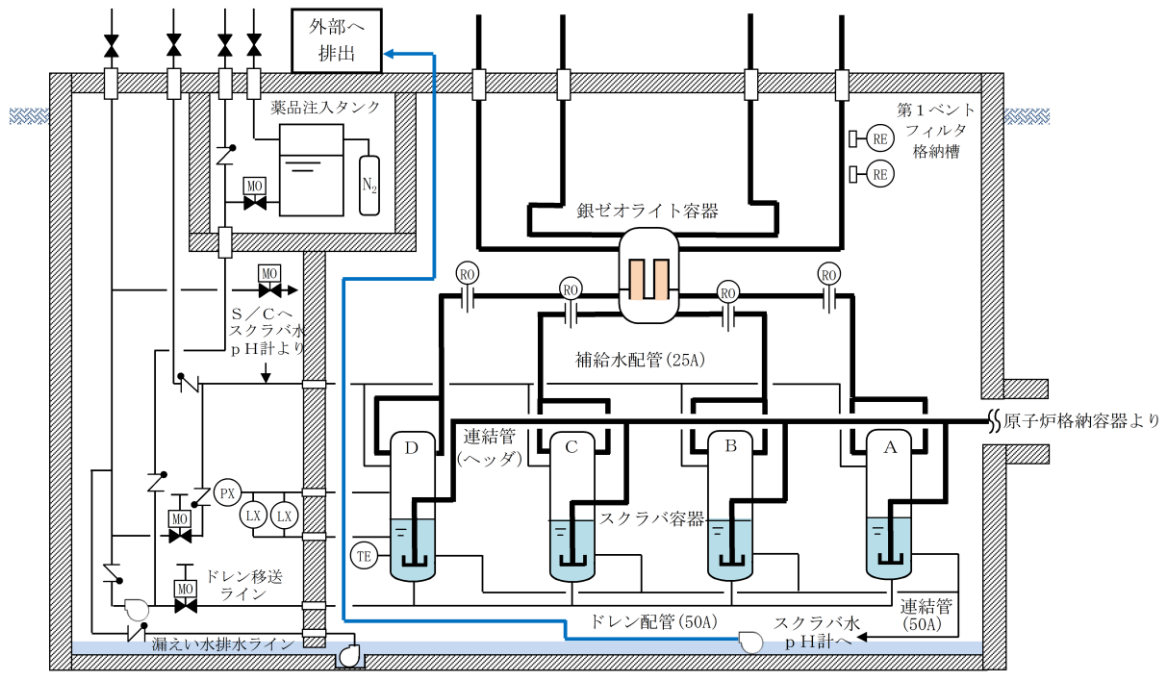 外部へ
排出
薬品注入タンク
N₂
MO
第１ベント
フィルタ
格納槽
RE
RE
銀ゼオライト容器
RO
RO
RO
RO
MO
Ｓ／Ｃへ
スクラバ水
ｐＨ計より
補給水配管(25A)
原子炉格納容器より
連結管
(ヘッダ)
D
C
B
A
スクラバ容器
PX
LX
LX
MO
TE
MO
ドレン移送
ライン
ドレン配管(50A)
スクラバ水
ｐＨ計へ
連結管
(50A)
漏えい水排水ライン